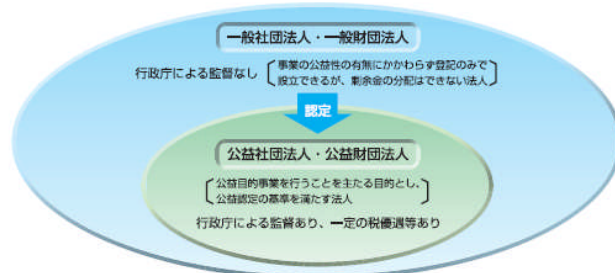 一般社団法人・一般財団法人
行政庁による監督なし
事業の公益性の有無にかかわらず登記のみで
設立できるが、剰余金の分配はできない法人
認定
公益社団法人・公益財団法人
公益目的事業を行うことを主たる目的とし、
公益認定の基準を満たす法人
行政庁による監督あり、一定の税優遇等あり